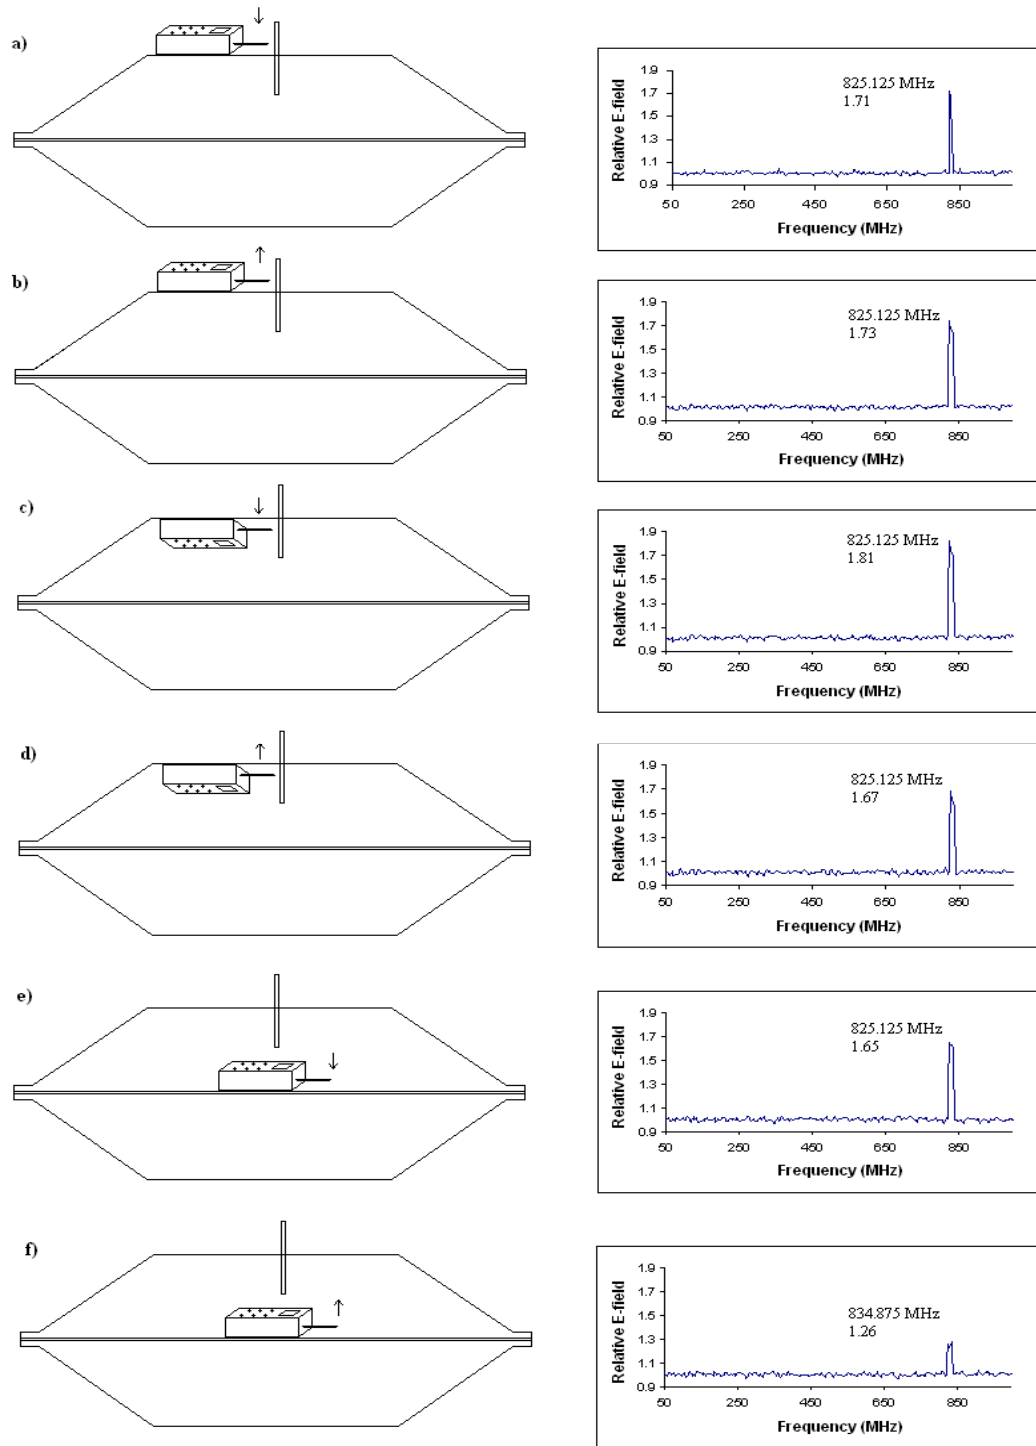 a)
825.125 MHz
1.71
Relative E-field
1.9
1.7
1.5
1.3
1.1
0.9
50 250 450 650 850
Frequency (MHz)
b)
825.125 MHz
1.73
Relative E-field
1.9
1.7
1.5
1.3
1.1
0.9
50 250 450 650 850
Frequency (MHz)
c)
825.125 MHz
1.81
Relative E-field
1.9
1.7
1.5
1.3
1.1
0.9
50 250 450 650 850
Frequency (MHz)
d)
825.125 MHz
1.67
Relative E-field
1.9
1.7
1.5
1.3
1.1
0.9
50 250 450 650 850
Frequency (MHz)
e)
825.125 MHz
1.65
Relative E-field
1.9
1.7
1.5
1.3
1.1
0.9
50 250 450 650 850
Frequency (MHz)
f)
834.875 MHz
1.26
Relative E-field
1.9
1.7
1.5
1.3
1.1
0.9
50 250 450 650 850
Frequency (MHz)